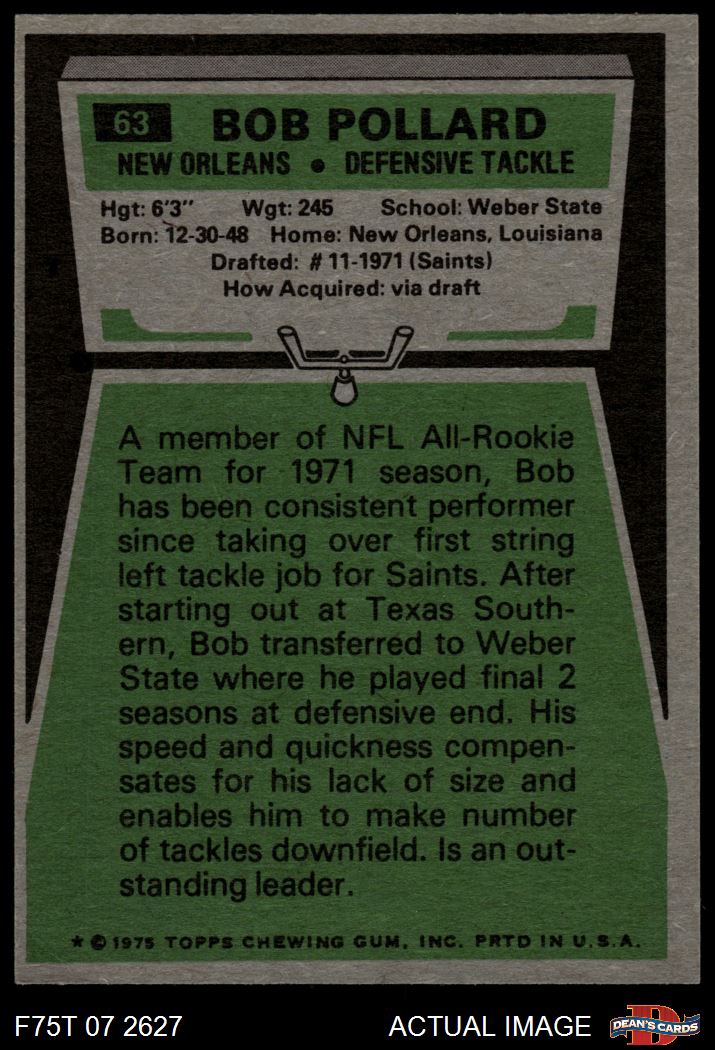 63 BOB POLLARD
NEW ORLEANS • DEFENSIVE TACKLE
Hgt: 6'3" Wgt: 245 School: Weber State
Born: 12-30-48 Home: New Orleans, Louisiana
Drafted: #11-1971 (Saints)
How Acquired: via draft
A member of NFL All-Rookie
Team for 1971 season, Bob
has been consistent performer
since taking over first string
left tackle job for Saints. After
starting out at Texas South-
ern, Bob transferred to Weber
State where he played final 2
seasons at defensive end. His
speed and quickness compen-
sates for his lack of size and
enables him to make number
of tackles downfield. Is an out-
standing leader.
* © 1975 TOPPS CHEWING GUM, INC. PRTD IN U.S.A.
F75T 07 2627 ACTUAL IMAGE D DEAN'S CARDS